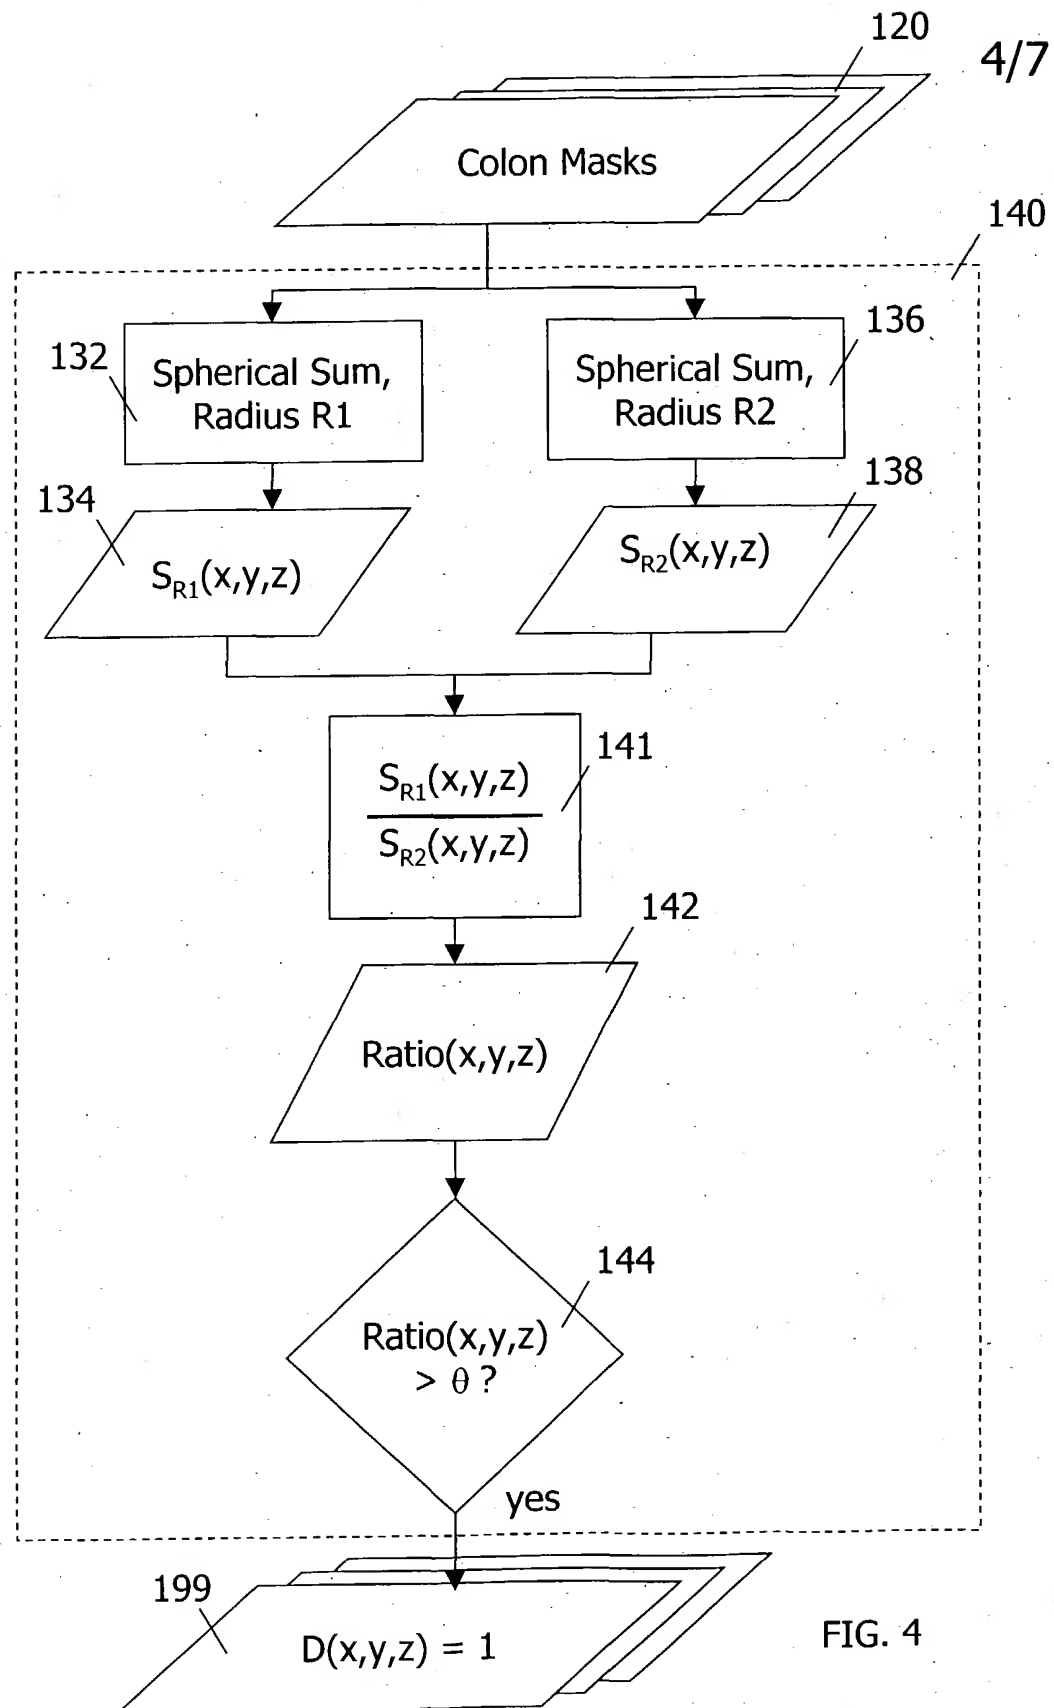 120
4/7
Colon Masks
140
132
Spherical Sum,
Radius R1
136
Spherical Sum,
Radius R2
134
S_R1(x,y,z)
138
S_R2(x,y,z)
141
S_R1(x,y,z)
S_R2(x,y,z)
142
Ratio(x,y,z)
144
Ratio(x,y,z)
> θ ?
yes
199
D(x,y,z) = 1
FIG. 4